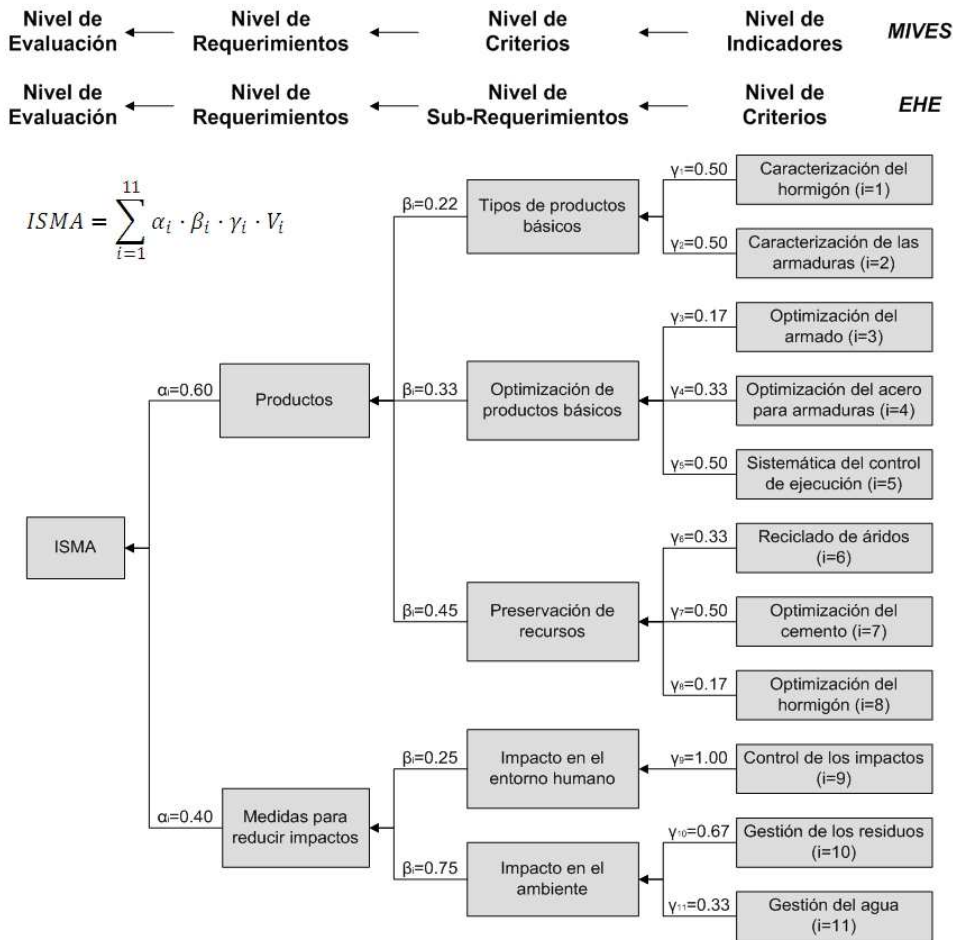 Nivel de Evaluación
Nivel de Requerimientos
Nivel de Criterios
Nivel de Indicadores
MIVES
Nivel de Evaluación
Nivel de Requerimientos
Nivel de Sub-Requerimientos
Nivel de Criterios
EHE
ISMA = ∑ 11 i=1 αi · βi · γi · Vi
γ1=0.50
Caracterización del
hormigón (i=1)
βi=0.22
Tipos de productos
básicos
γ2=0.50
Caracterización de las
armaduras (i=2)
γ3=0.17
Optimización del
armado (i=3)
αi=0.60
Productos
βi=0.33
Optimización de
productos básicos
γ4=0.33
Optimización del acero
para armaduras (i=4)
γ5=0.50
Sistemática del control
de ejecución (i=5)
ISMA
γ6=0.33
Reciclado de áridos
(i=6)
βi=0.45
Preservación de
recursos
γ7=0.50
Optimización del
cemento (i=7)
γ8=0.17
Optimización del
hormigón (i=8)
βi=0.25
Impacto en el
entorno humano
γ9=1.00
Control de los impactos
(i=9)
αi=0.40
Medidas para
reducir impactos
γ10=0.67
Gestión de los residuos
(i=10)
βi=0.75
Impacto en el
ambiente
γ11=0.33
Gestión del agua
(i=11)